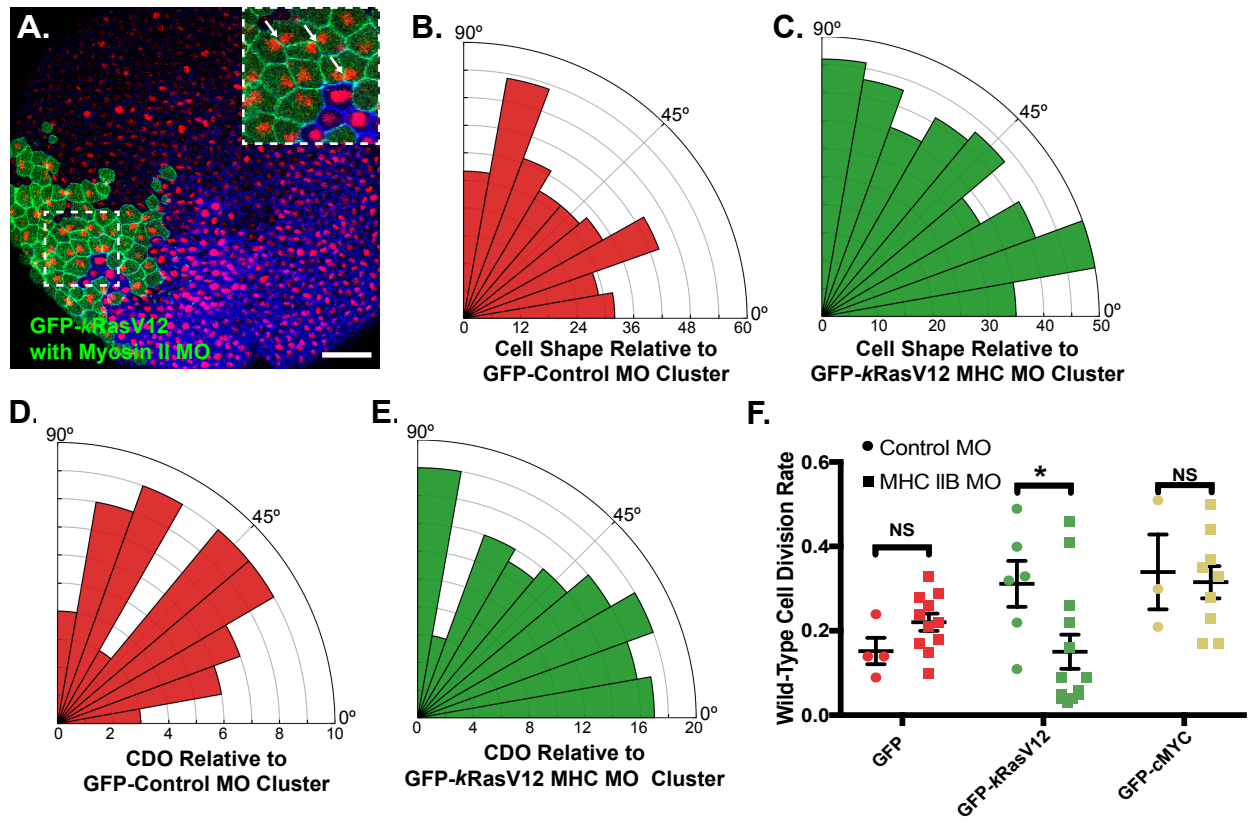 A.
GFP-kRasV12
with Myosin II MO
B.
90º
45º
0º
0 12 24 36 48 60
Cell Shape Relative to
GFP-Control MO Cluster
C.
90º
45º
0º
0 10 20 30 40 50
Cell Shape Relative to
GFP-kRasV12 MHC MO Cluster
D.
90º
45º
0º
0 2 4 6 8 10
CDO Relative to
GFP-Control MO Cluster
E.
90º
45º
0º
0 4 8 12 16 20
CDO Relative to
GFP-kRasV12 MHC MO Cluster
F.
Control MO
MHC IIB MO
Wild-Type Cell Division Rate
0.6
0.4
0.2
0.0
NS
*
NS
GFP
GFP-kRasV12
GFP-cMYC